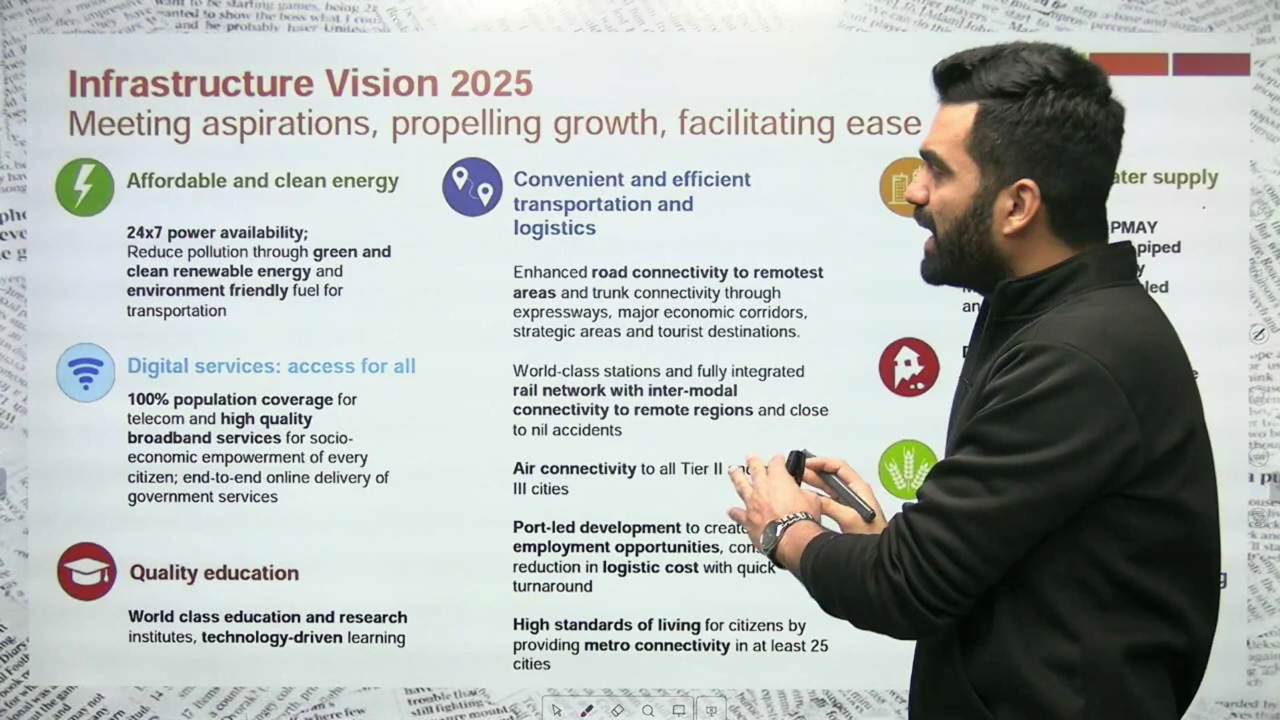 Infrastructure Vision 2025
Meeting aspirations, propelling growth, facilitating ease
Affordable and clean energy
24x7 power availability;
Reduce pollution through green and
clean renewable energy and
environment friendly fuel for
transportation
Digital services: access for all
100% population coverage for
telecom and high quality
broadband services for socio-
economic empowerment of every
citizen; end-to-end online delivery of
government services
Quality education
World class education and research
institutes, technology-driven learning
Convenient and efficient
transportation and
logistics
Enhanced road connectivity to remotest
areas and trunk connectivity through
expressways, major economic corridors,
strategic areas and tourist destinations.
World-class stations and fully integrated
rail network with inter-modal
connectivity to remote regions and close
to nil accidents
Air connectivity to all Tier II and
III cities
Port-led development to create
employment opportunities,
reduction in logistic cost with quick
turnaround
High standards of living for citizens by
providing metro connectivity in at least 25
cities
supply
PMAY
piped